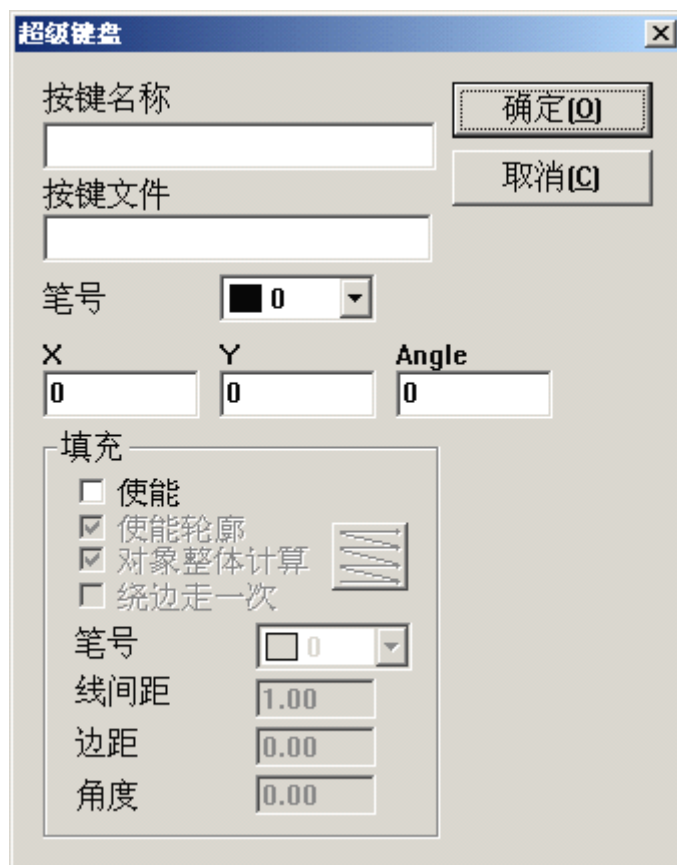 超级键盘
按键名称
确定(O)
按键文件
取消(C)
笔号 0
X Y Angle
0 0 0
填充
使能
使能轮廓
对象整体计算
绕边走一次
笔号 0
线间距 1.00
边距 0.00
角度 0.00